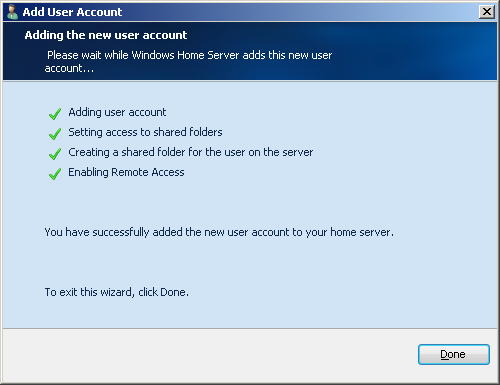 Add User Account
Adding the new user account
Please wait while Windows Home Server adds this new user
account...
Adding user account
Setting access to shared folders
Creating a shared folder for the user on the server
Enabling Remote Access
You have successfully added the new user account to your home server.
To exit this wizard, click Done.
Done